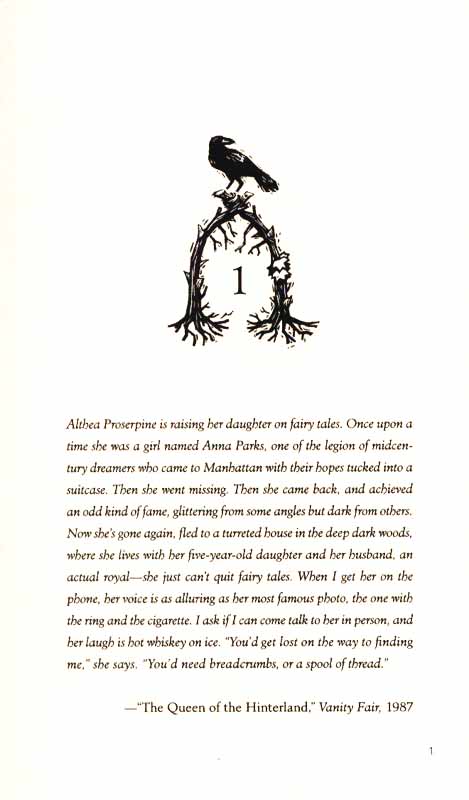 1
Althea Proserpine is raising her daughter on fairy tales. Once upon a
time she was a girl named Anna Parks, one of the legion of midcen-
tury dreamers who came to Manhattan with their hopes tucked into a
suitcase. Then she went missing. Then she came back, and achieved
an odd kind of fame, glittering from some angles but dark from others.
Now she's gone again, fled to a turreted house in the deep dark woods,
where she lives with her five-year-old daughter and her husband, an
actual royal—she just can't quit fairy tales. When I get her on the
phone, her voice is as alluring as her most famous photo, the one with
the ring and the cigarette. I ask if I can come talk to her in person, and
her laugh is hot whiskey on ice. "You'd get lost on the way to finding
me," she says. "You'd need breadcrumbs, or a spool of thread."
—"The Queen of the Hinterland," Vanity Fair, 1987
1